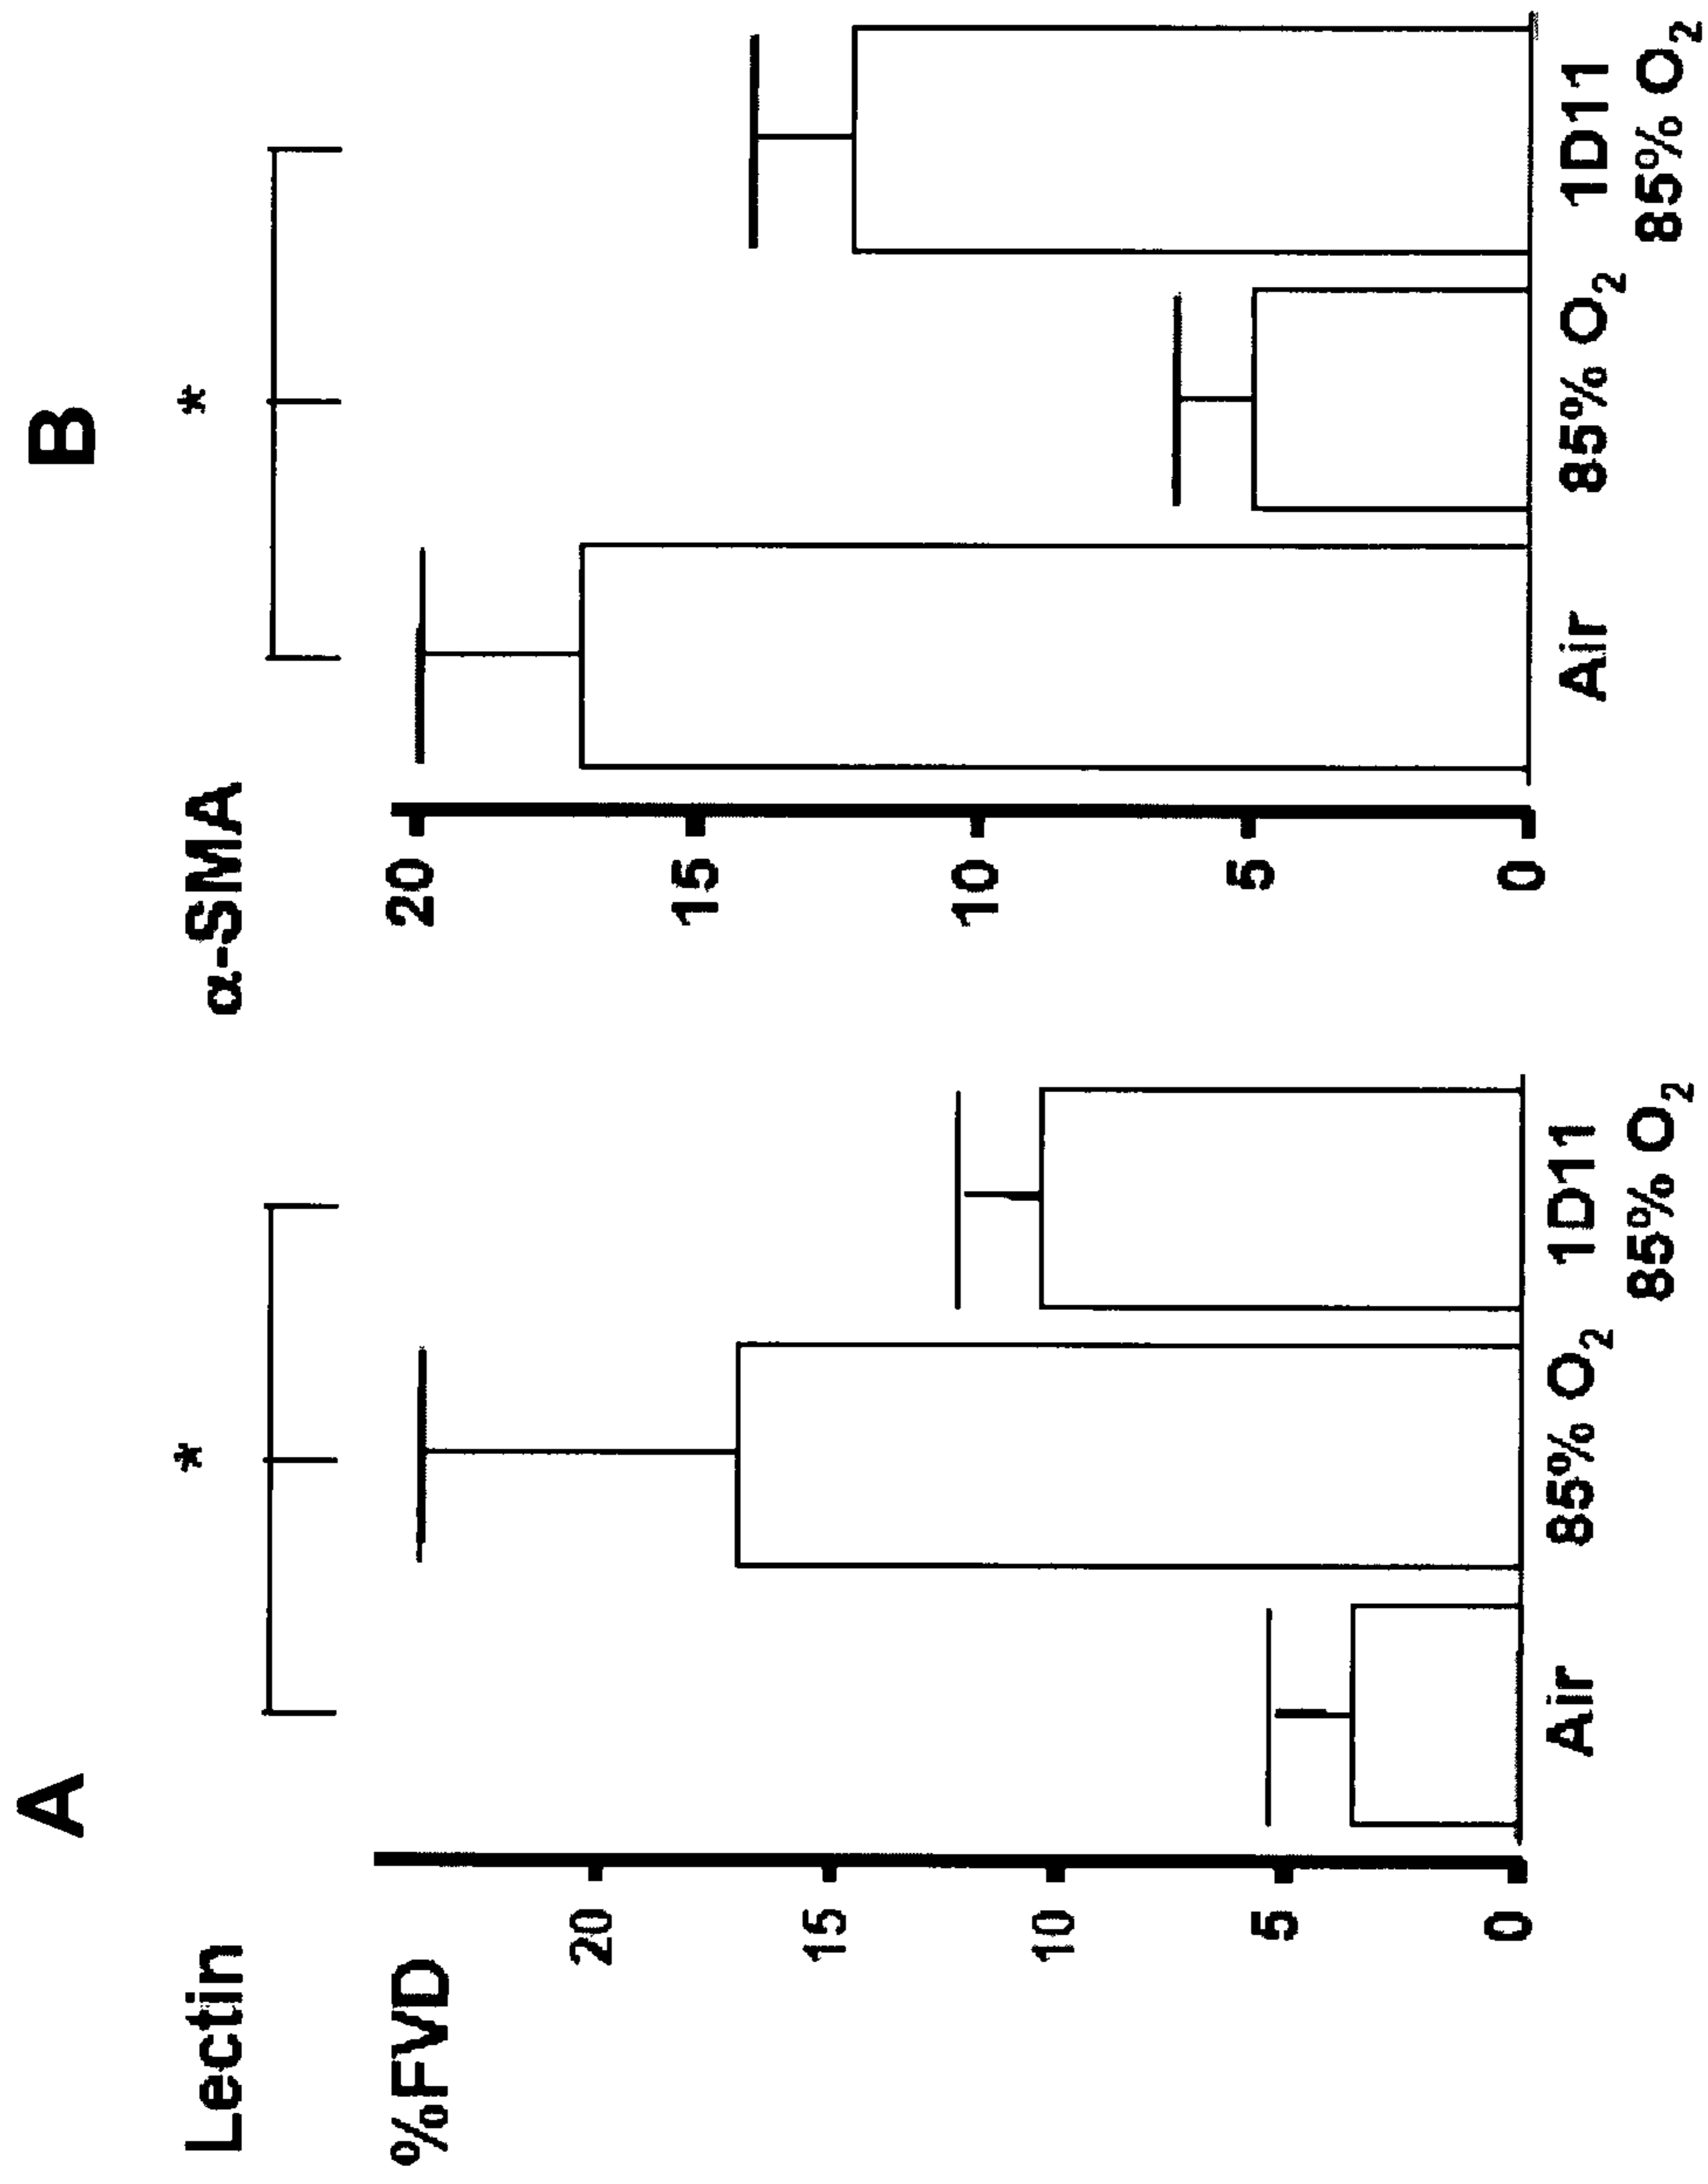 A
Lectin
*
%FVD
20
15
10
5
0
Air
85% O₂
1D11
85% O₂
B
α-SMA
*
20
15
10
5
0
Air
85% O₂
1D11
85% O₂